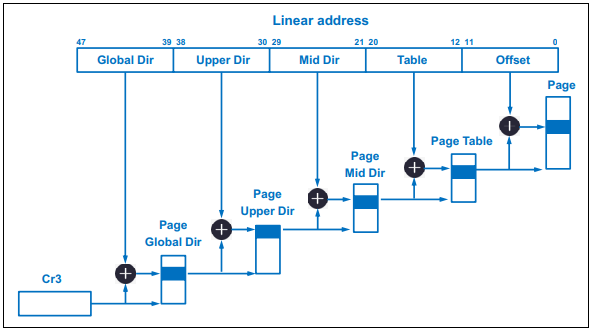 Linear address
47 39 38 30 29 21 20 12 11 0
Global Dir Upper Dir Mid Dir Table Offset
Page
Page Table
Page
Mid Dir
Page
Upper Dir
Page
Global Dir
Cr3